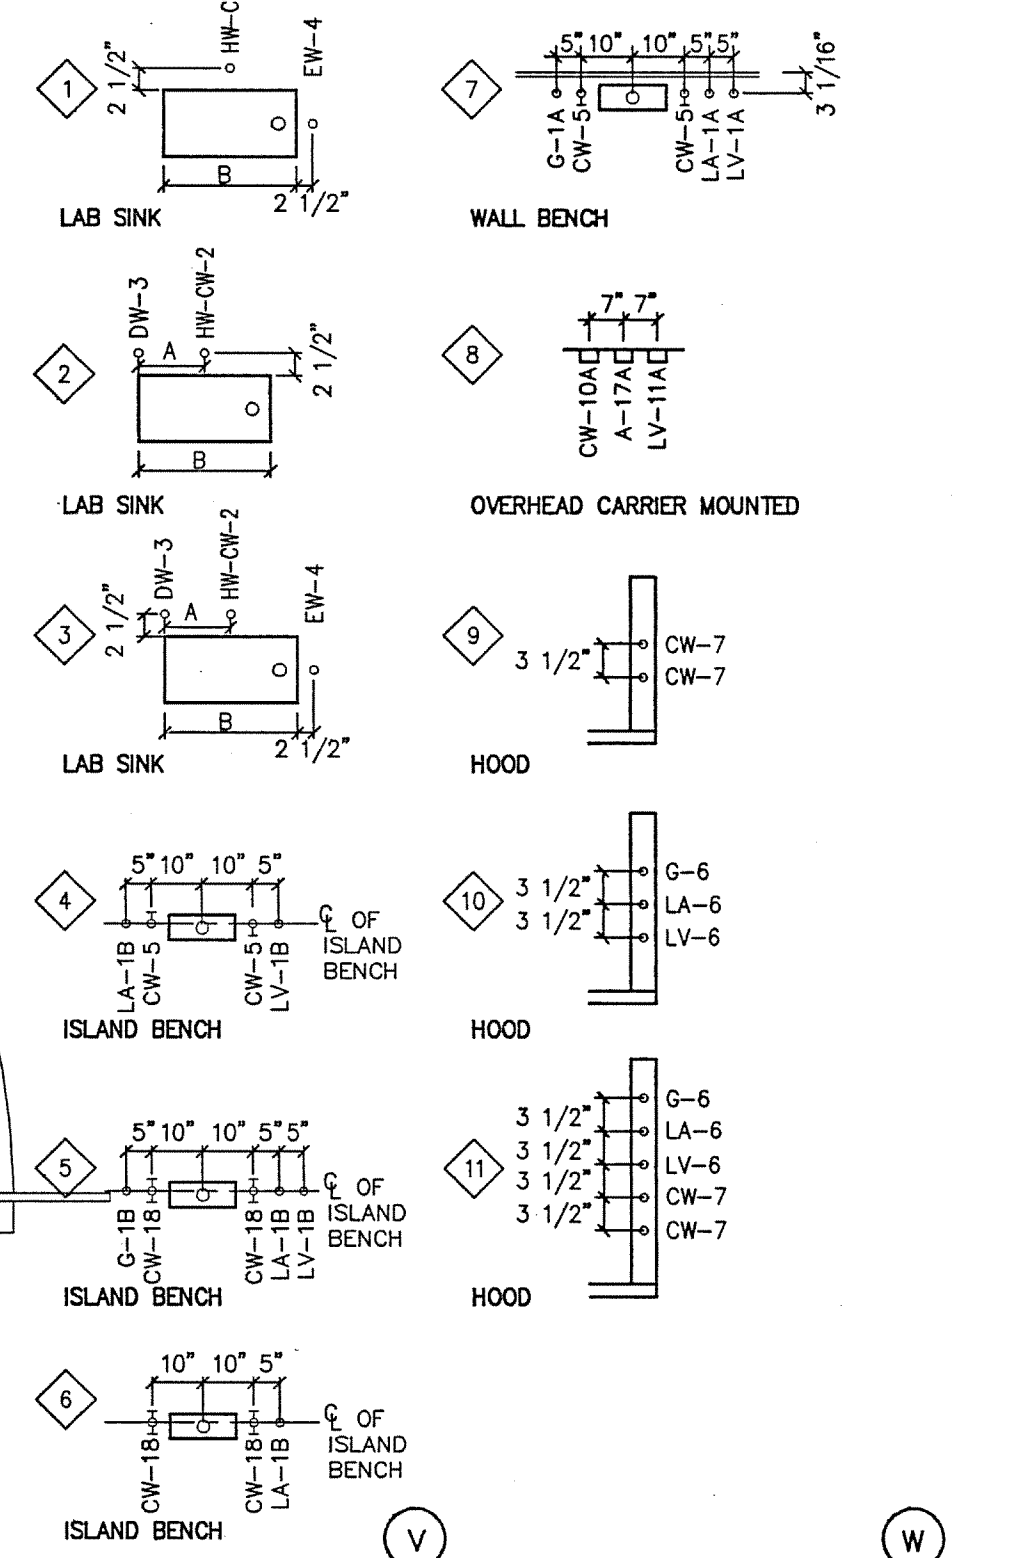 1
2 1/2"
HW-C
EW-4
B
2 1/2"
LAB SINK
2
DW-3
HW-CW-2
A
2 1/2"
B
LAB SINK
3
2 1/2"
DW-3
A
HW-CW-2
EW-4
B
2 1/2"
LAB SINK
4
5" 10" 10" 5"
LA-1B
CW-5
CW-5
LV-1B
℄ OF
ISLAND
BENCH
ISLAND BENCH
5
5" 10" 10" 5" 5"
G-1B
CW-18
CW-18
LA-1B
LV-1B
℄ OF
ISLAND
BENCH
ISLAND BENCH
6
10" 10" 5"
CW-18
CW-18
LA-1B
℄ OF
ISLAND
BENCH
ISLAND BENCH
7
5" 10" 10" 5" 5"
3 1/16"
G-1A
CW-5
CW-5
LA-1A
LV-1A
WALL BENCH
8
7" 7"
CW-10A
A-17A
LV-11A
OVERHEAD CARRIER MOUNTED
9
3 1/2"
CW-7
CW-7
HOOD
10
3 1/2"
3 1/2"
G-6
LA-6
LV-6
HOOD
11
3 1/2"
3 1/2"
3 1/2"
3 1/2"
G-6
LA-6
LV-6
CW-7
CW-7
HOOD
V
W